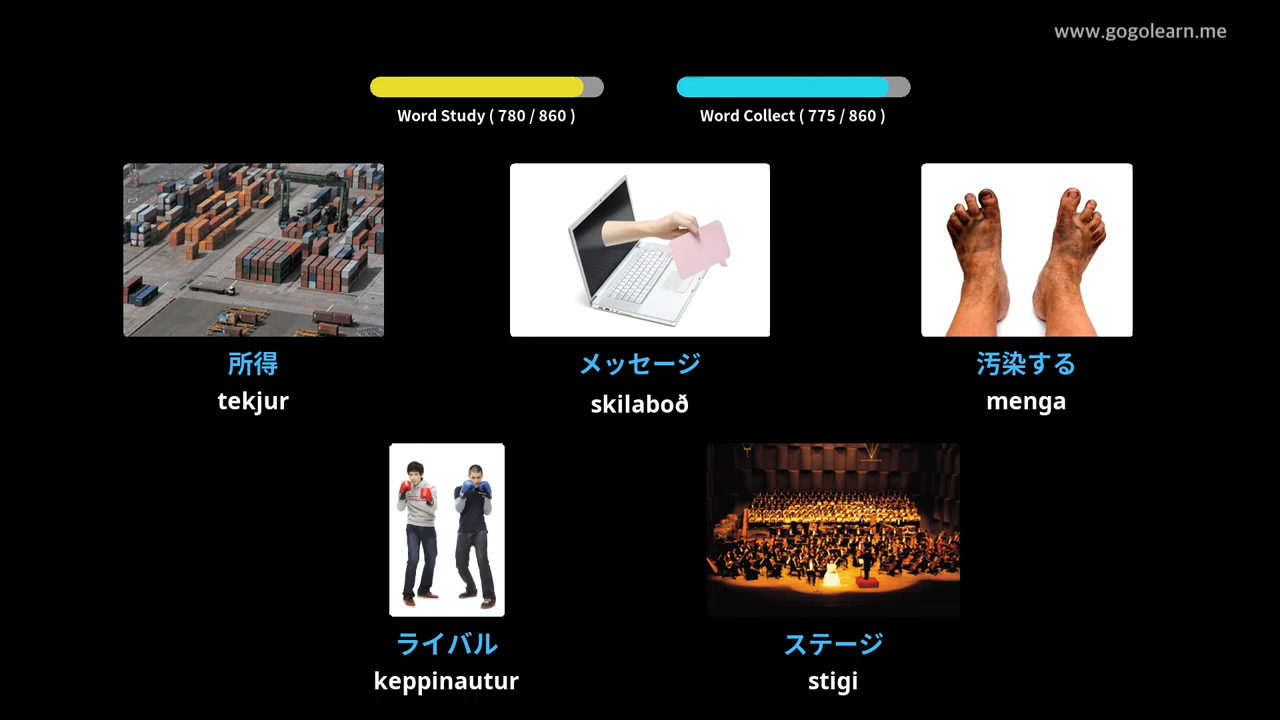 www.gogolearn.me
Word Study ( 780 / 860 )
Word Collect ( 775 / 860 )
所得
tekjur
メッセージ
skilaboð
汚染する
menga
ライバル
keppinautur
ステージ
stigi